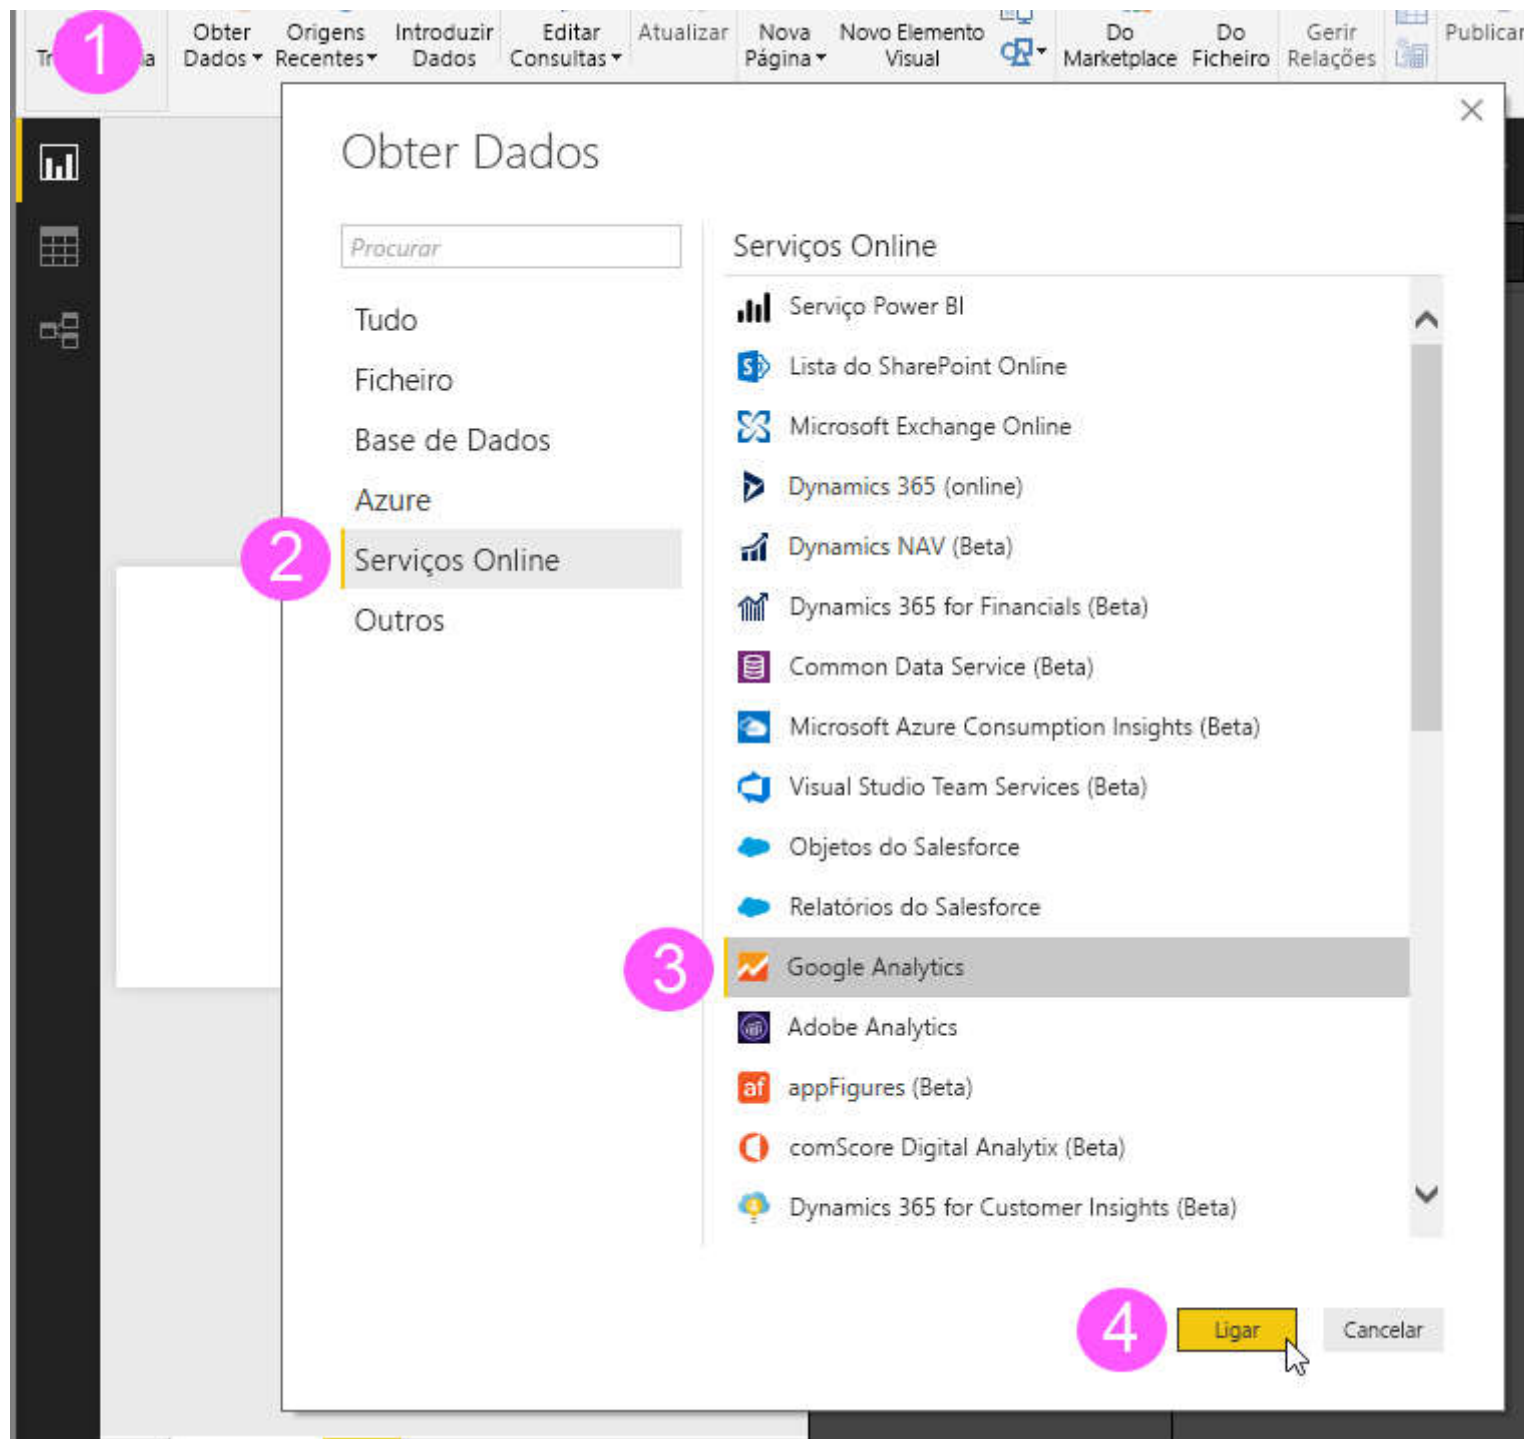 Obter Origens Introduzir Editar Atualizar Nova Novo Elemento Do Do Gerir Publicar
1 Dados Recentes Dados Consultas Página Visual Marketplace Ficheiro Relações
Obter Dados
Procurar
Tudo
Ficheiro
Base de Dados
Azure
2 Serviços Online
Outros
Serviços Online
Serviço Power BI
Lista do SharePoint Online
Microsoft Exchange Online
Dynamics 365 (online)
Dynamics NAV (Beta)
Dynamics 365 for Financials (Beta)
Common Data Service (Beta)
Microsoft Azure Consumption Insights (Beta)
Visual Studio Team Services (Beta)
Objetos do Salesforce
Relatórios do Salesforce
3 Google Analytics
Adobe Analytics
af appFigures (Beta)
comScore Digital Analytix (Beta)
Dynamics 365 for Customer Insights (Beta)
4 Ligar Cancelar